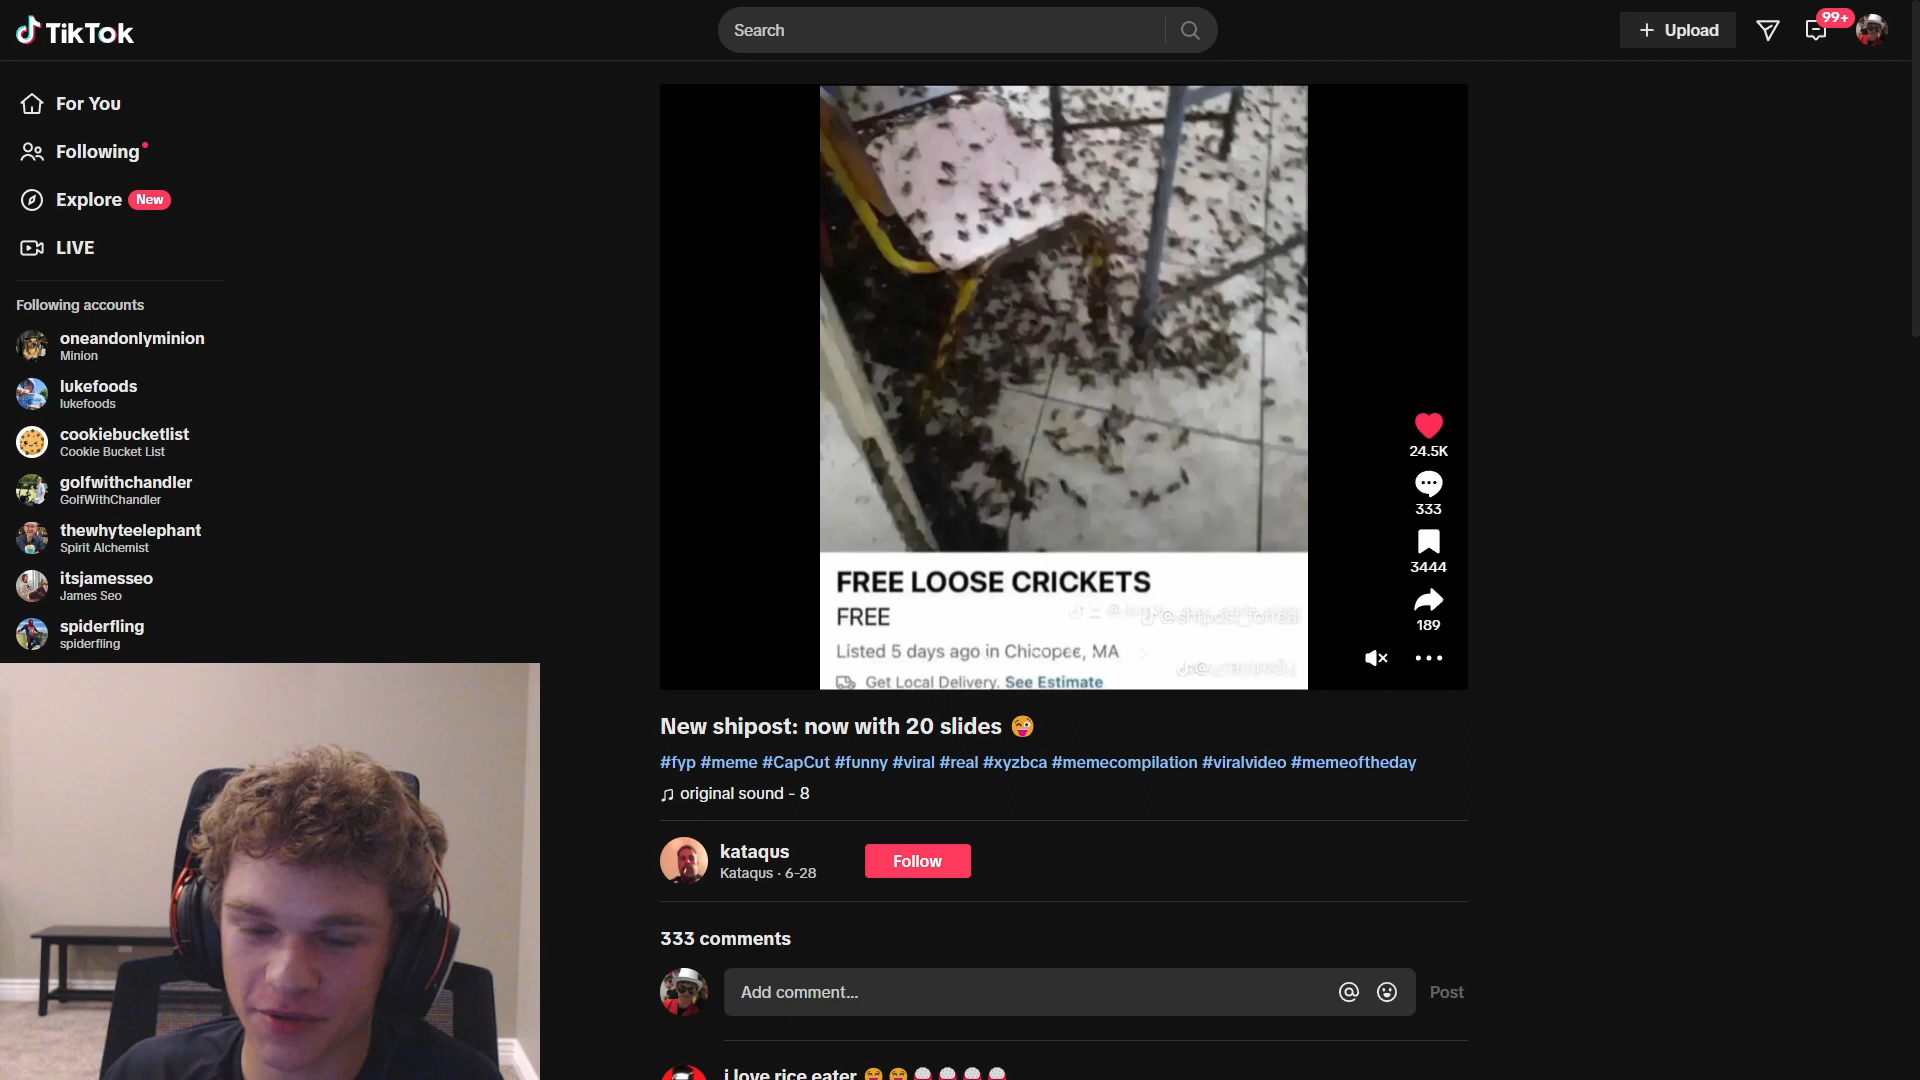 TikTok
Search
Upload
99+
For You
Following
Explore New
LIVE
Following accounts
oneandonlyminion
Minion
lukefoods
lukefoods
cookiebucketlist
Cookie Bucket List
golfwithchandler
GolfWithChandler
thewhyteelephant
Spirit Alchemist
itsjamesseo
James Seo
spiderfling
spiderfling
FREE LOOSE CRICKETS
FREE
@shtpost_forreal
Listed 5 days ago in Chicopee, MA
Get Local Delivery. See Estimate
24.5K
333
3444
189
New shipost: now with 20 slides 😜
#fyp #meme #CapCut #funny #viral #real #xyzbca #memecompilation #viralvideo #memeoftheday
original sound - 8
kataqus
Kataqus · 6-28
Follow
333 comments
Add comment...
Post
i love rice eater